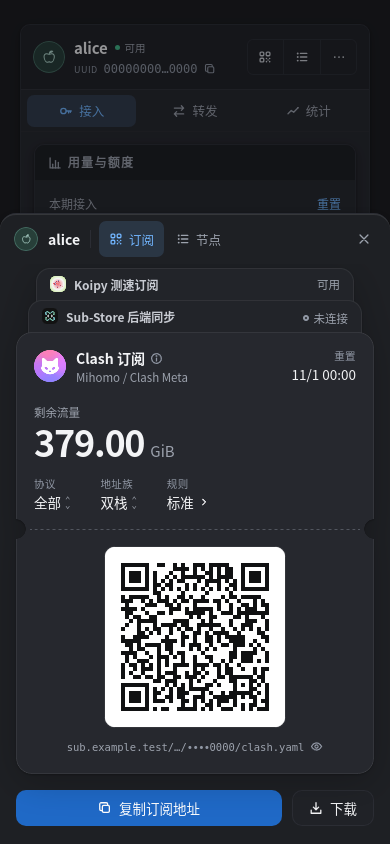 alice 可用
UUID 00000000…0000
接入 转发 统计
用量与额度
本期接入 重置
alice 订阅 节点
Koipy 测速订阅 可用
Sub-Store 后端同步 未连接
Clash 订阅 重置
Mihomo / Clash Meta 11/1 00:00
剩余流量
379.00 GiB
协议 地址族 规则
全部 双栈 标准
sub.example.test/…/••••0000/clash.yaml
复制订阅地址 下载